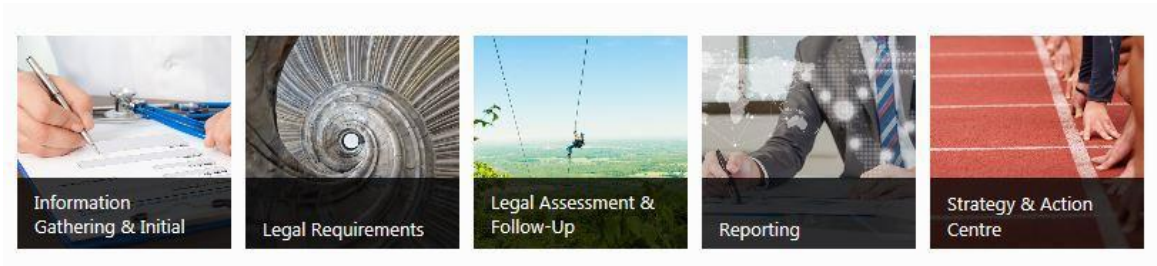 Information
Gathering & Initial
Legal Requirements
Legal Assessment &
Follow-Up
Reporting
Strategy & Action
Centre